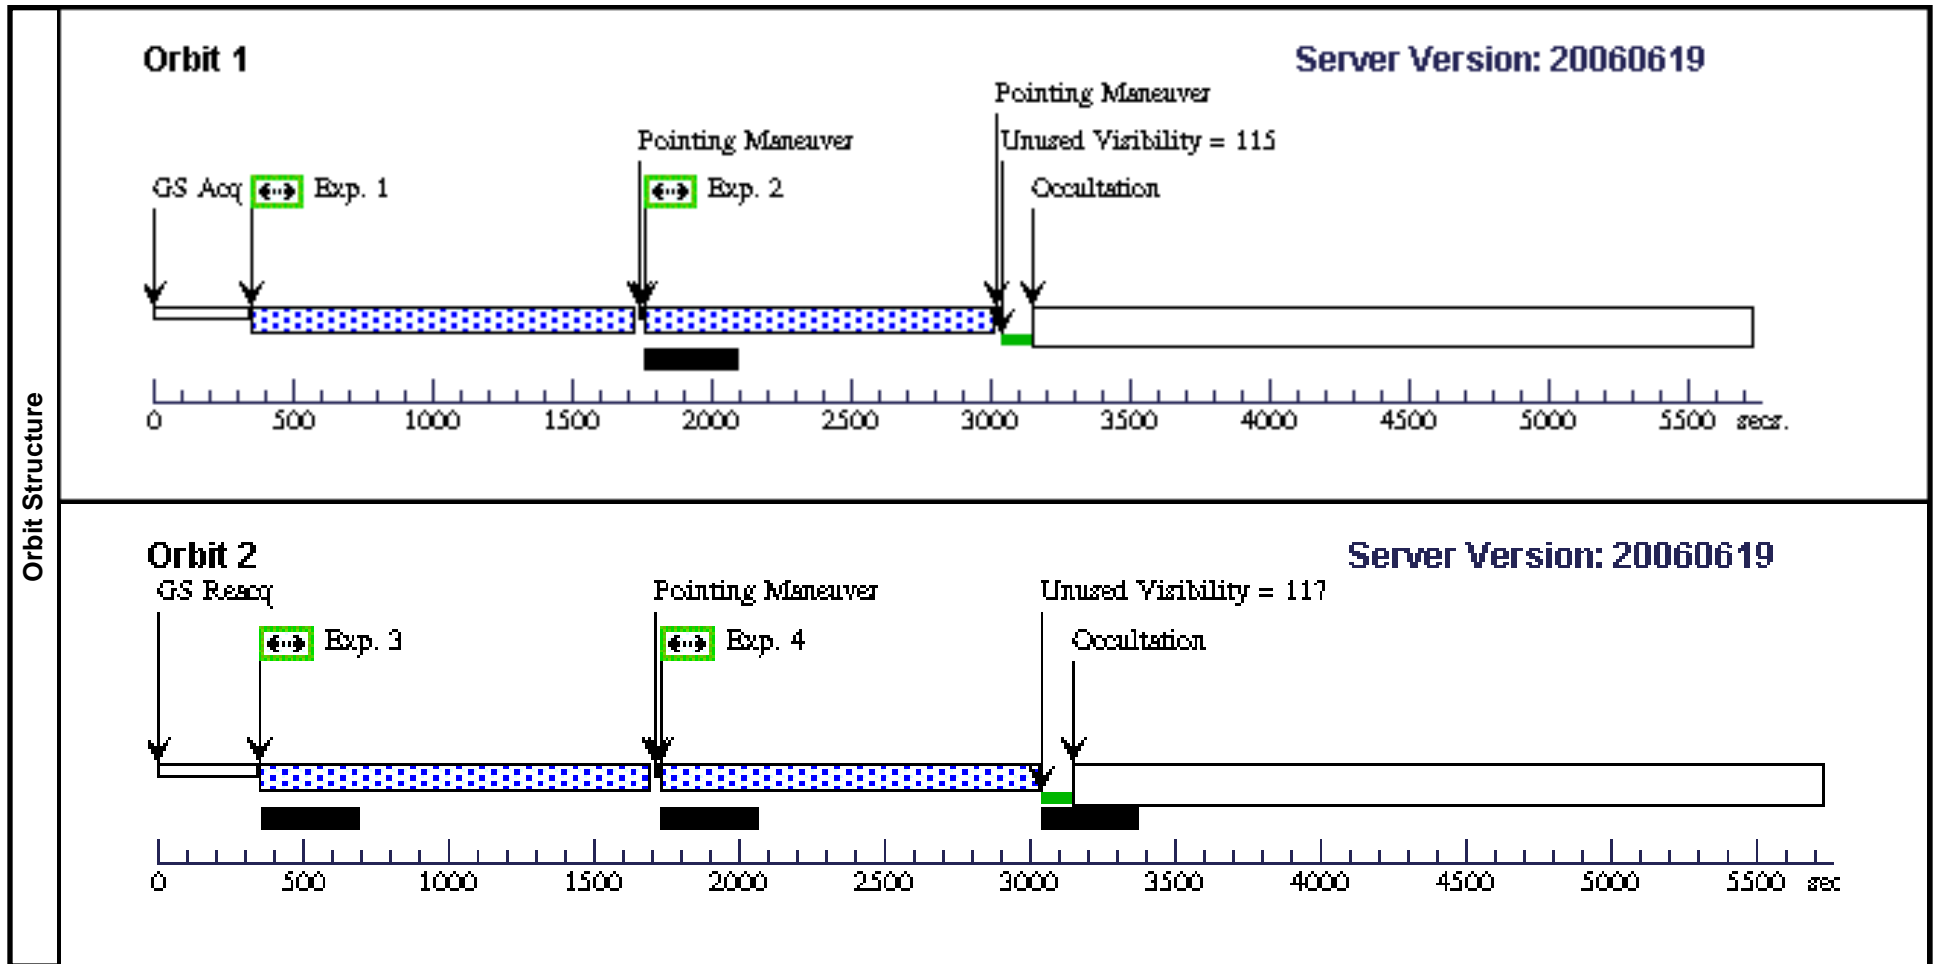 Orbit Structure
Orbit 1
Server Version: 20060619
Pointing Maneuver
Pointing Maneuver
Unused Visibility = 115
GS Acq
Exp. 1
Exp. 2
Occultation
0 500 1000 1500 2000 2500 3000 3500 4000 4500 5000 5500 secs.
Orbit 2
Server Version: 20060619
GS Reacq
Pointing Maneuver
Unused Visibility = 117
Exp. 3
Exp. 4
Occultation
0 500 1000 1500 2000 2500 3000 3500 4000 4500 5000 5500 sec